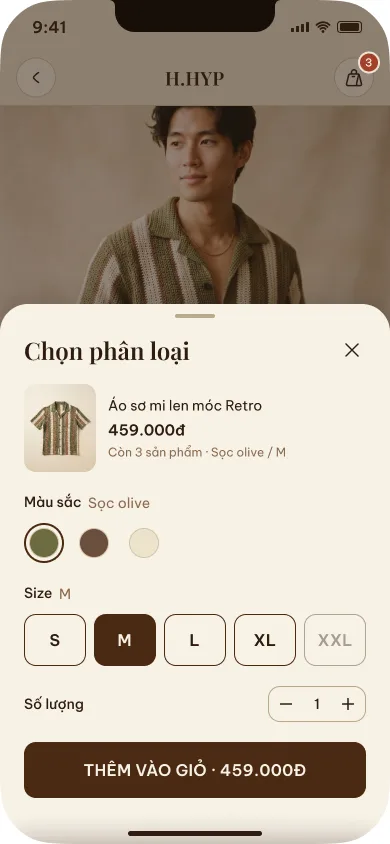 9:41
H.HYP
3
Chọn phân loại
Áo sơ mi len móc Retro
459.000đ
Còn 3 sản phẩm · Sọc olive / M
Màu sắc Sọc olive
Size M
S M L XL XXL
Số lượng − 1 +
THÊM VÀO GIỎ · 459.000Đ